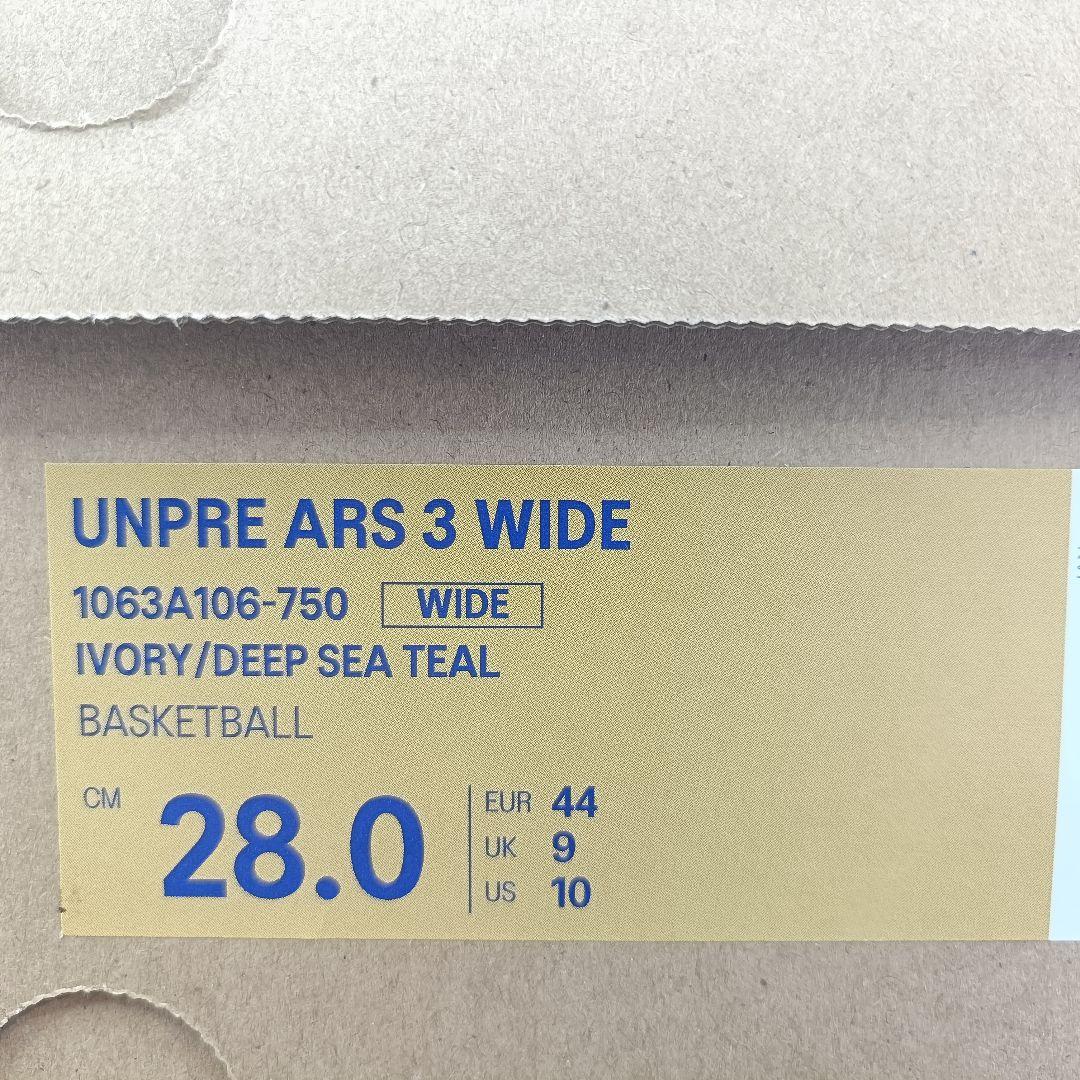 UNPRE ARS 3 WIDE
1063A106-750 WIDE
IVORY/DEEP SEA TEAL
BASKETBALL
CM 28.0
EUR 44
UK 9
US 10